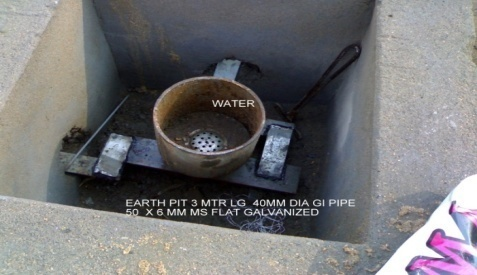 WATER
EARTH PIT 3 MTR LG  40MM DIA GI PIPE
50  X 6 MM MS FLAT GALVANIZED